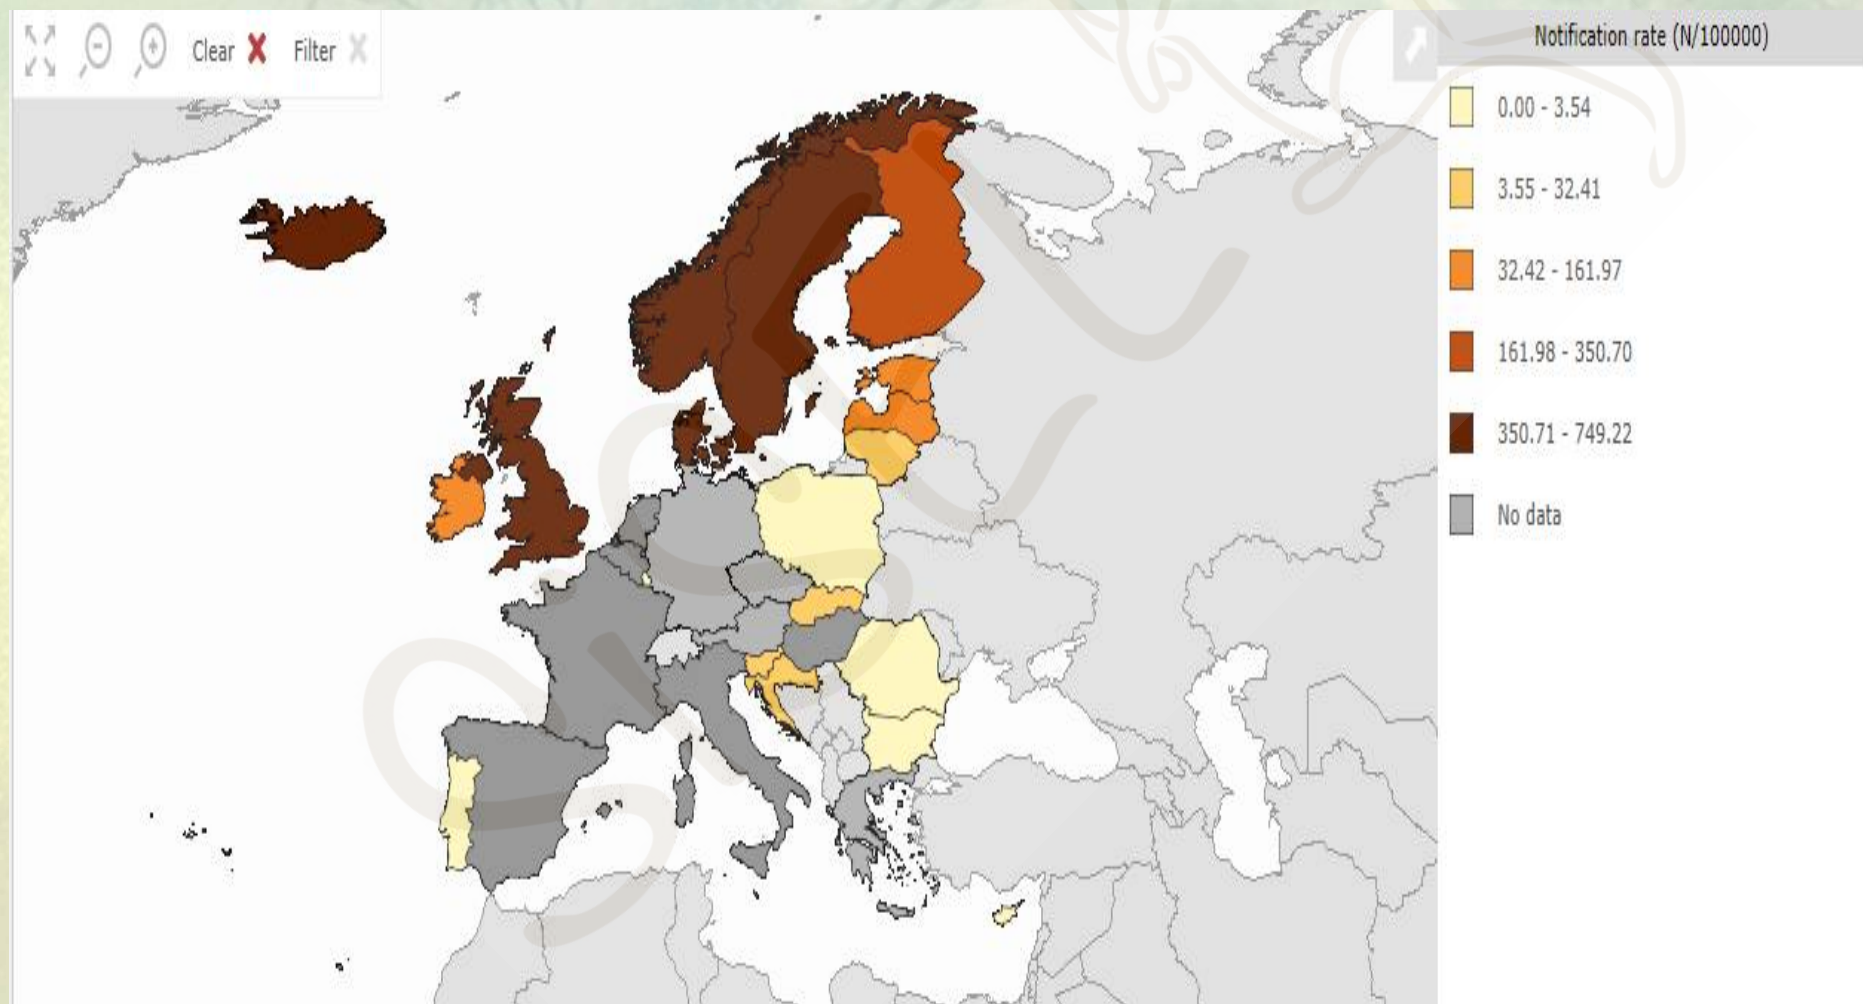 Clear
Filter
Notification rate (N/100000)
0.00 - 3.54
3.55 - 32.41
32.42 - 161.97
161.98 - 350.70
350.71 - 749.22
No data